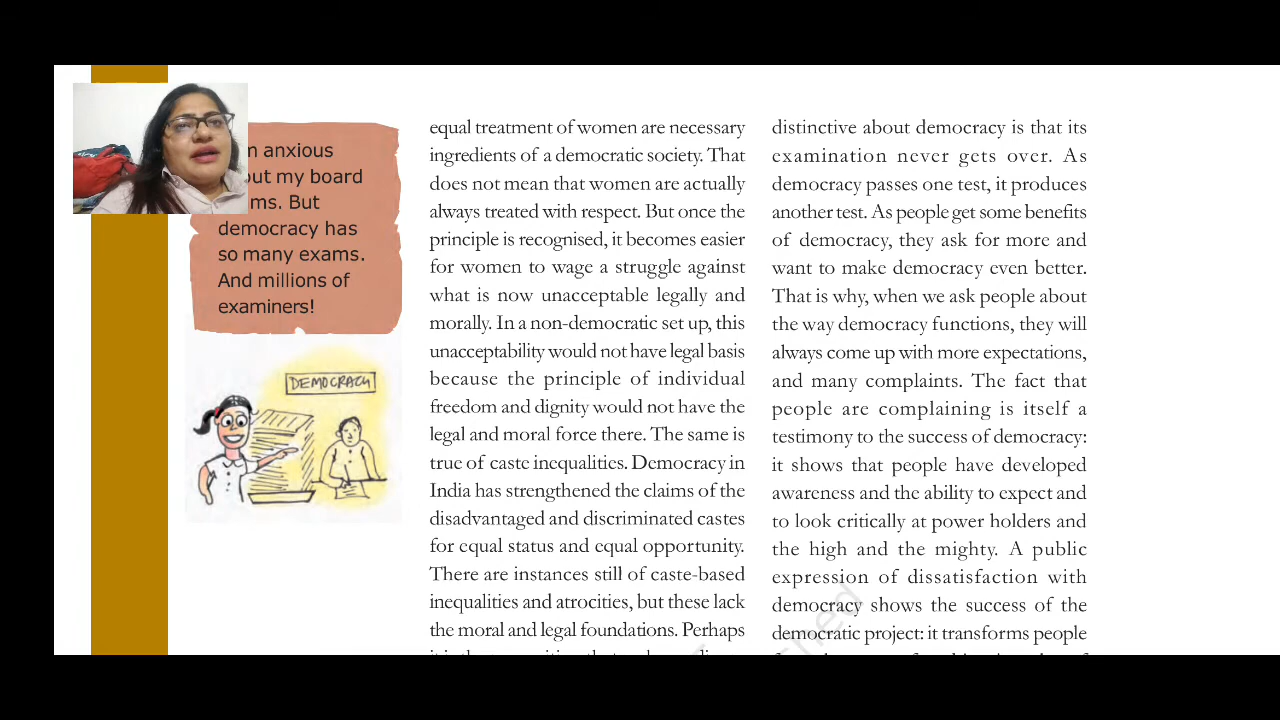 m anxious
out my board
ms. But
democracy has
so many exams.
And millions of
examiners!
DEMOCRACY
equal treatment of women are necessary
ingredients of a democratic society. That
does not mean that women are actually
always treated with respect. But once the
principle is recognised, it becomes easier
for women to wage a struggle against
what is now unacceptable legally and
morally. In a non-democratic set up, this
unacceptability would not have legal basis
because the principle of individual
freedom and dignity would not have the
legal and moral force there. The same is
true of caste inequalities. Democracy in
India has strengthened the claims of the
disadvantaged and discriminated castes
for equal status and equal opportunity.
There are instances still of caste-based
inequalities and atrocities, but these lack
the moral and legal foundations. Perhaps
distinctive about democracy is that its
examination never gets over. As
democracy passes one test, it produces
another test. As people get some benefits
of democracy, they ask for more and
want to make democracy even better.
That is why, when we ask people about
the way democracy functions, they will
always come up with more expectations,
and many complaints. The fact that
people are complaining is itself a
testimony to the success of democracy:
it shows that people have developed
awareness and the ability to expect and
to look critically at power holders and
the high and the mighty. A public
expression of dissatisfaction with
democracy shows the success of the
democratic project: it transforms people